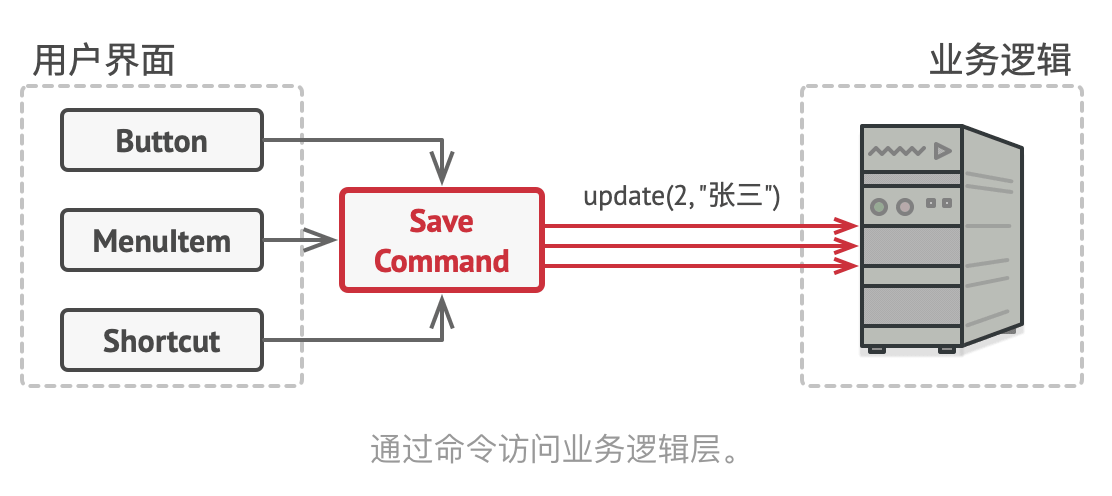 用户界面
业务逻辑
Button
MenuItem
Shortcut
Save
Command
update(2, "张三")
通过命令访问业务逻辑层。